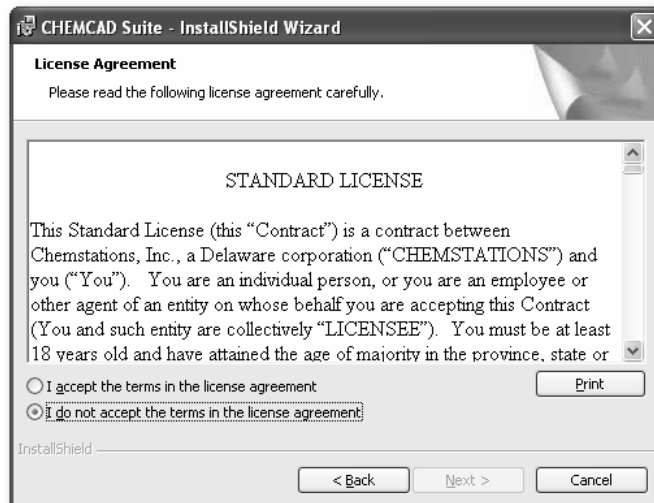 CHEMCAD Suite - InstallShield Wizard
License Agreement
Please read the following license agreement carefully.
STANDARD LICENSE
This Standard License (this “Contract”) is a contract between
Chemstations, Inc., a Delaware corporation (“CHEMSTATIONS”) and
you (“You”).   You are an individual person, or you are an employee or
other agent of an entity on whose behalf you are accepting this Contract
(You and such entity are collectively “LICENSEE”).  You must be at least
18 years old and have attained the age of majority in the province, state or
I accept the terms in the license agreement
Print
I do not accept the terms in the license agreement
InstallShield
< Back
Next >
Cancel